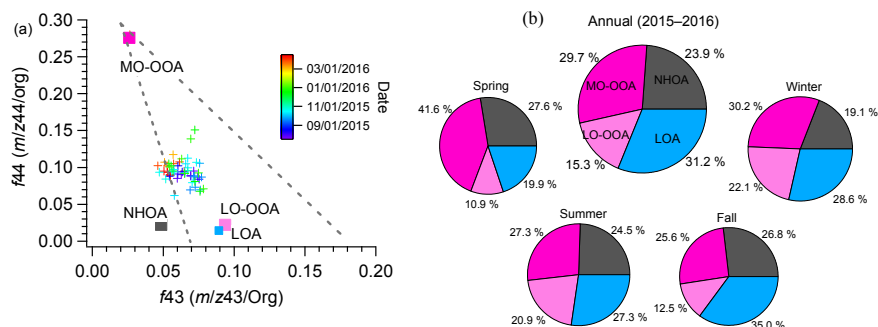 (a)
0.30
0.25
0.20
0.15
0.10
0.05
0.00
f44 (m/z44/org)
MO-OOA
NHOA
LO-OOA
LOA
03/01/2016
01/01/2016
11/01/2015
09/01/2015
Date
0.00 0.05 0.10 0.15 0.20
f43 (m/z43/Org)
(b)
Annual (2015–2016)
29.7 % 23.9 %
MO-OOA NHOA
LO-OOA LOA
15.3 % 31.2 %
Spring
41.6 % 27.6 %
10.9 % 19.9 %
Winter
30.2 % 19.1 %
22.1 % 28.6 %
Summer
27.3 % 24.5 %
20.9 % 27.3 %
Fall
25.6 % 26.8 %
12.5 % 35.0 %